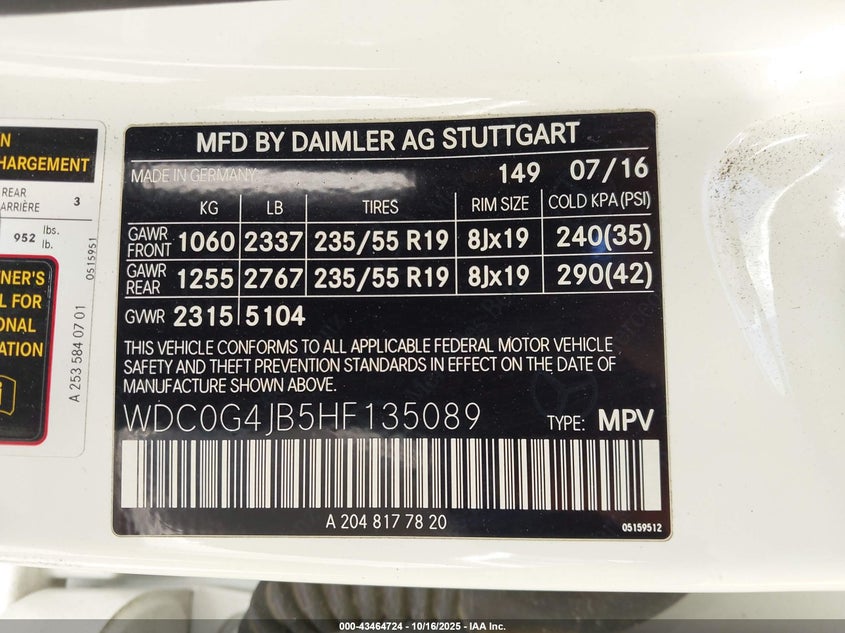 N
CHARGEMENT
REAR
ARRIÈRE
3
952
lbs.
lb.
0515951
TNER'S
L FOR
ONAL
ATION
A 253 584 07 01
MFD BY DAIMLER AG STUTTGART
MADE IN GERMANY
149 07/16
KG LB TIRES RIM SIZE COLD KPA (PSI)
GAWR FRONT 1060 2337 235/55 R19 8Jx19 240(35)
GAWR REAR 1255 2767 235/55 R19 8Jx19 290(42)
GVWR 2315 5104
THIS VEHICLE CONFORMS TO ALL APPLICABLE FEDERAL MOTOR VEHICLE
SAFETY AND THEFT PREVENTION STANDARDS IN EFFECT ON THE DATE OF
MANUFACTURE SHOWN ABOVE.
WDC0G4JB5HF135089 TYPE: MPV
A 204 817 78 20
05159512
000-43464724 - 10/16/2025 - IAA Inc.